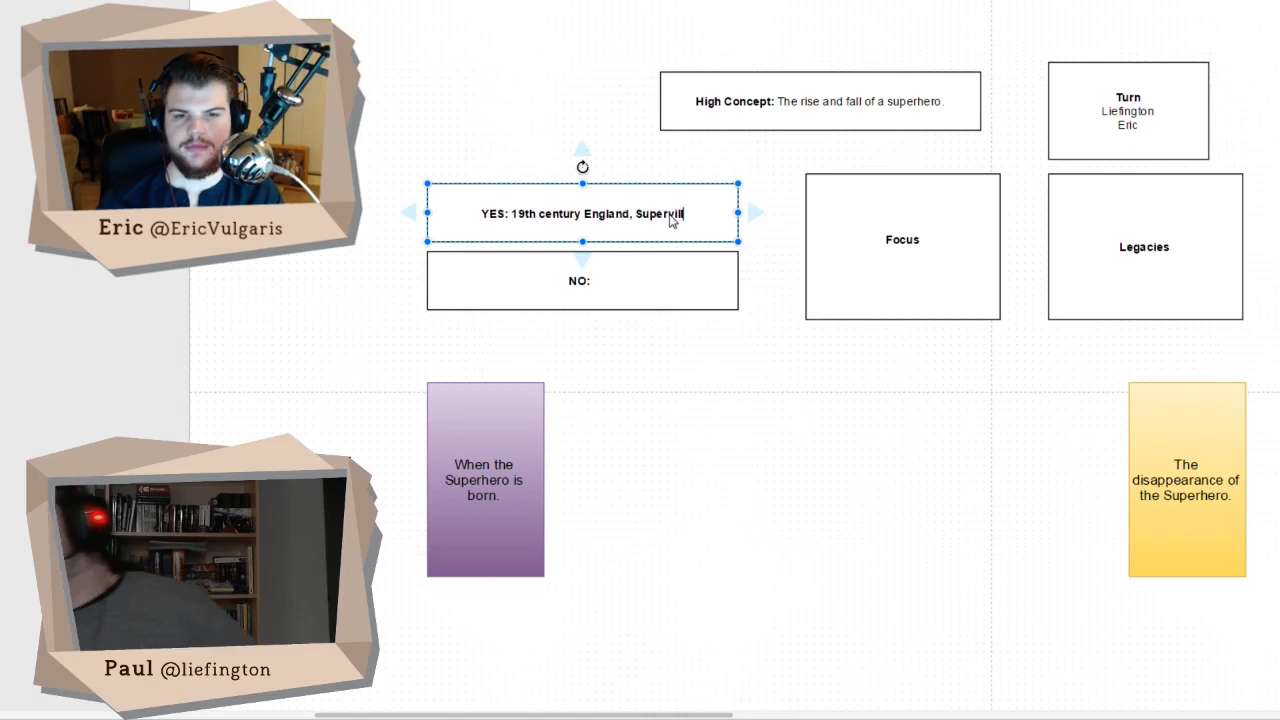 Eric @EricVulgaris
High Concept: The rise and fall of a superhero.
Turn
Liefington
Eric
YES: 19th century England, Supervill
NO:
Focus
Legacies
When the
Superhero is
born.
The
disappearance of
the Superhero.
Paul @liefington